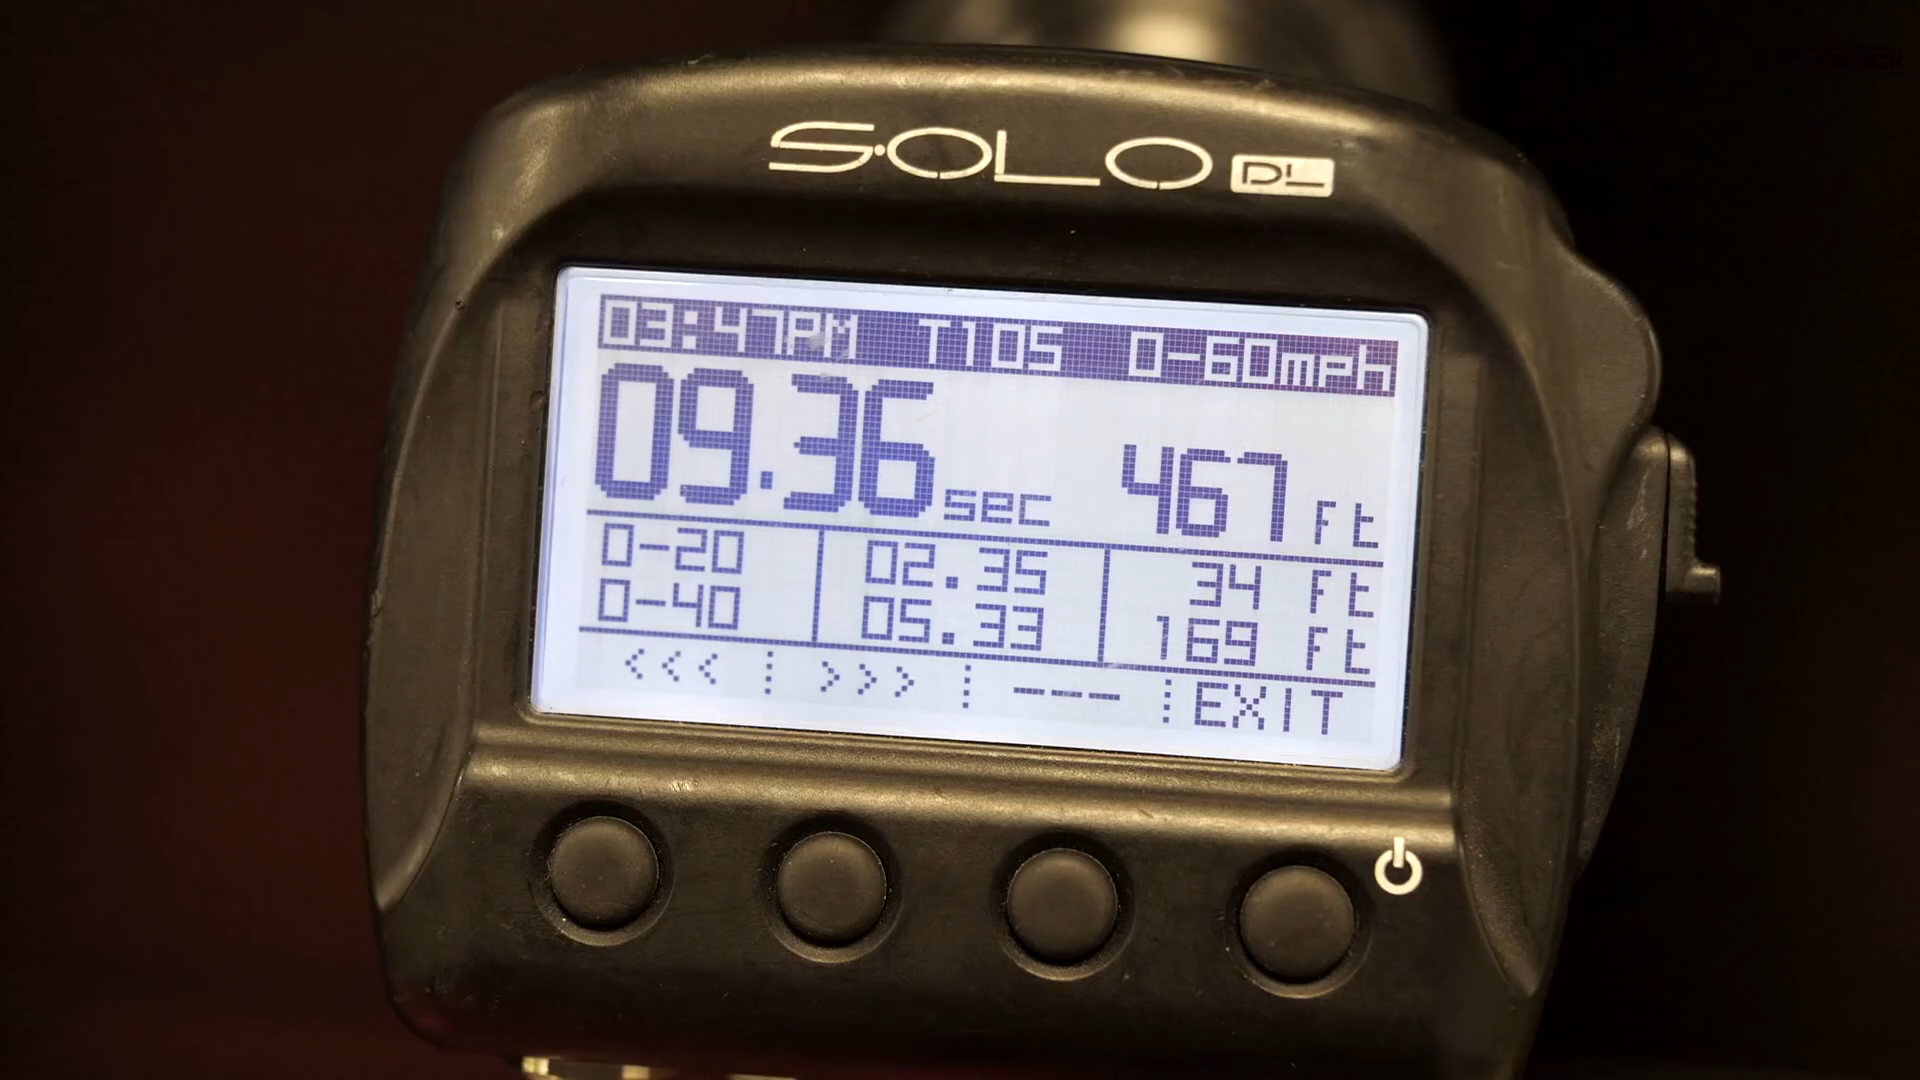 SOLO DL
03:47PM T105 0-60mph
09.36 sec 467 ft
0-20 02.35 34 ft
0-40 05.33 169 ft
<<< >>> ---- EXIT